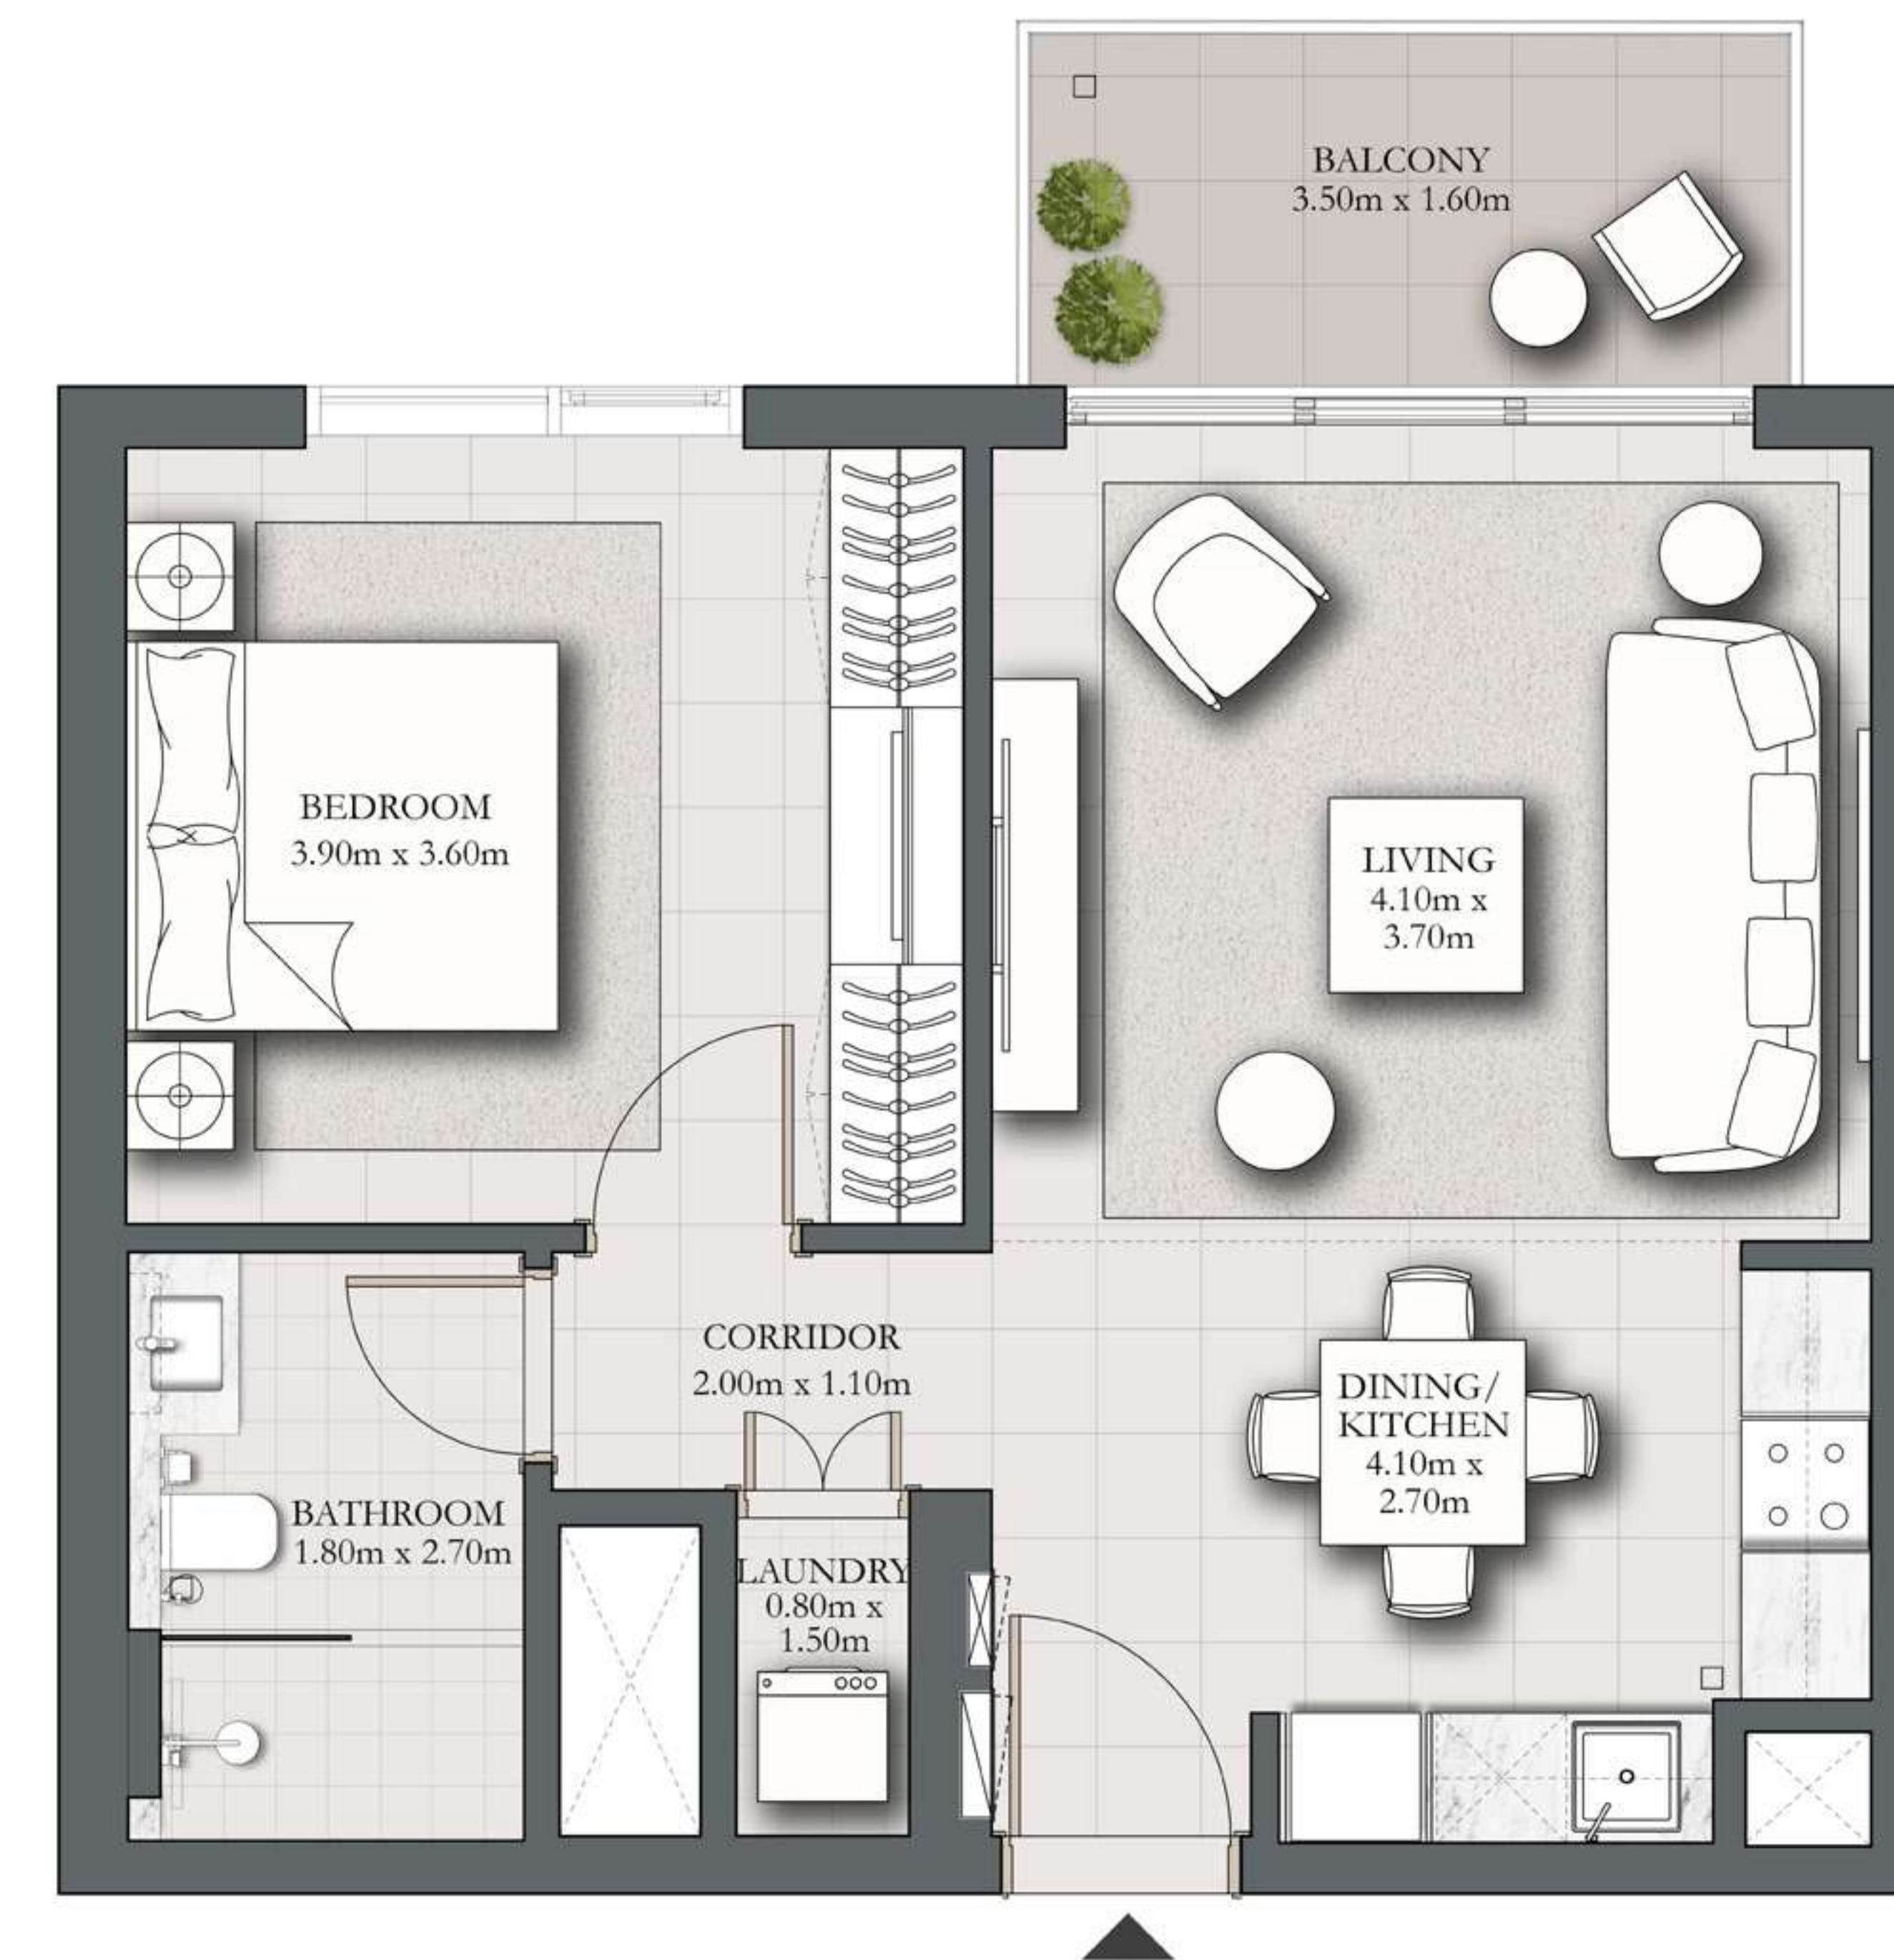 BALCONY
3.50m x 1.60m
BEDROOM
3.90m x 3.60m
LIVING
4.10m x
3.70m
CORRIDOR
2.00m x 1.10m
DINING/
KITCHEN
4.10m x
2.70m
BATHROOM
1.80m x 2.70m
LAUNDRY
0.80m x
1.50m